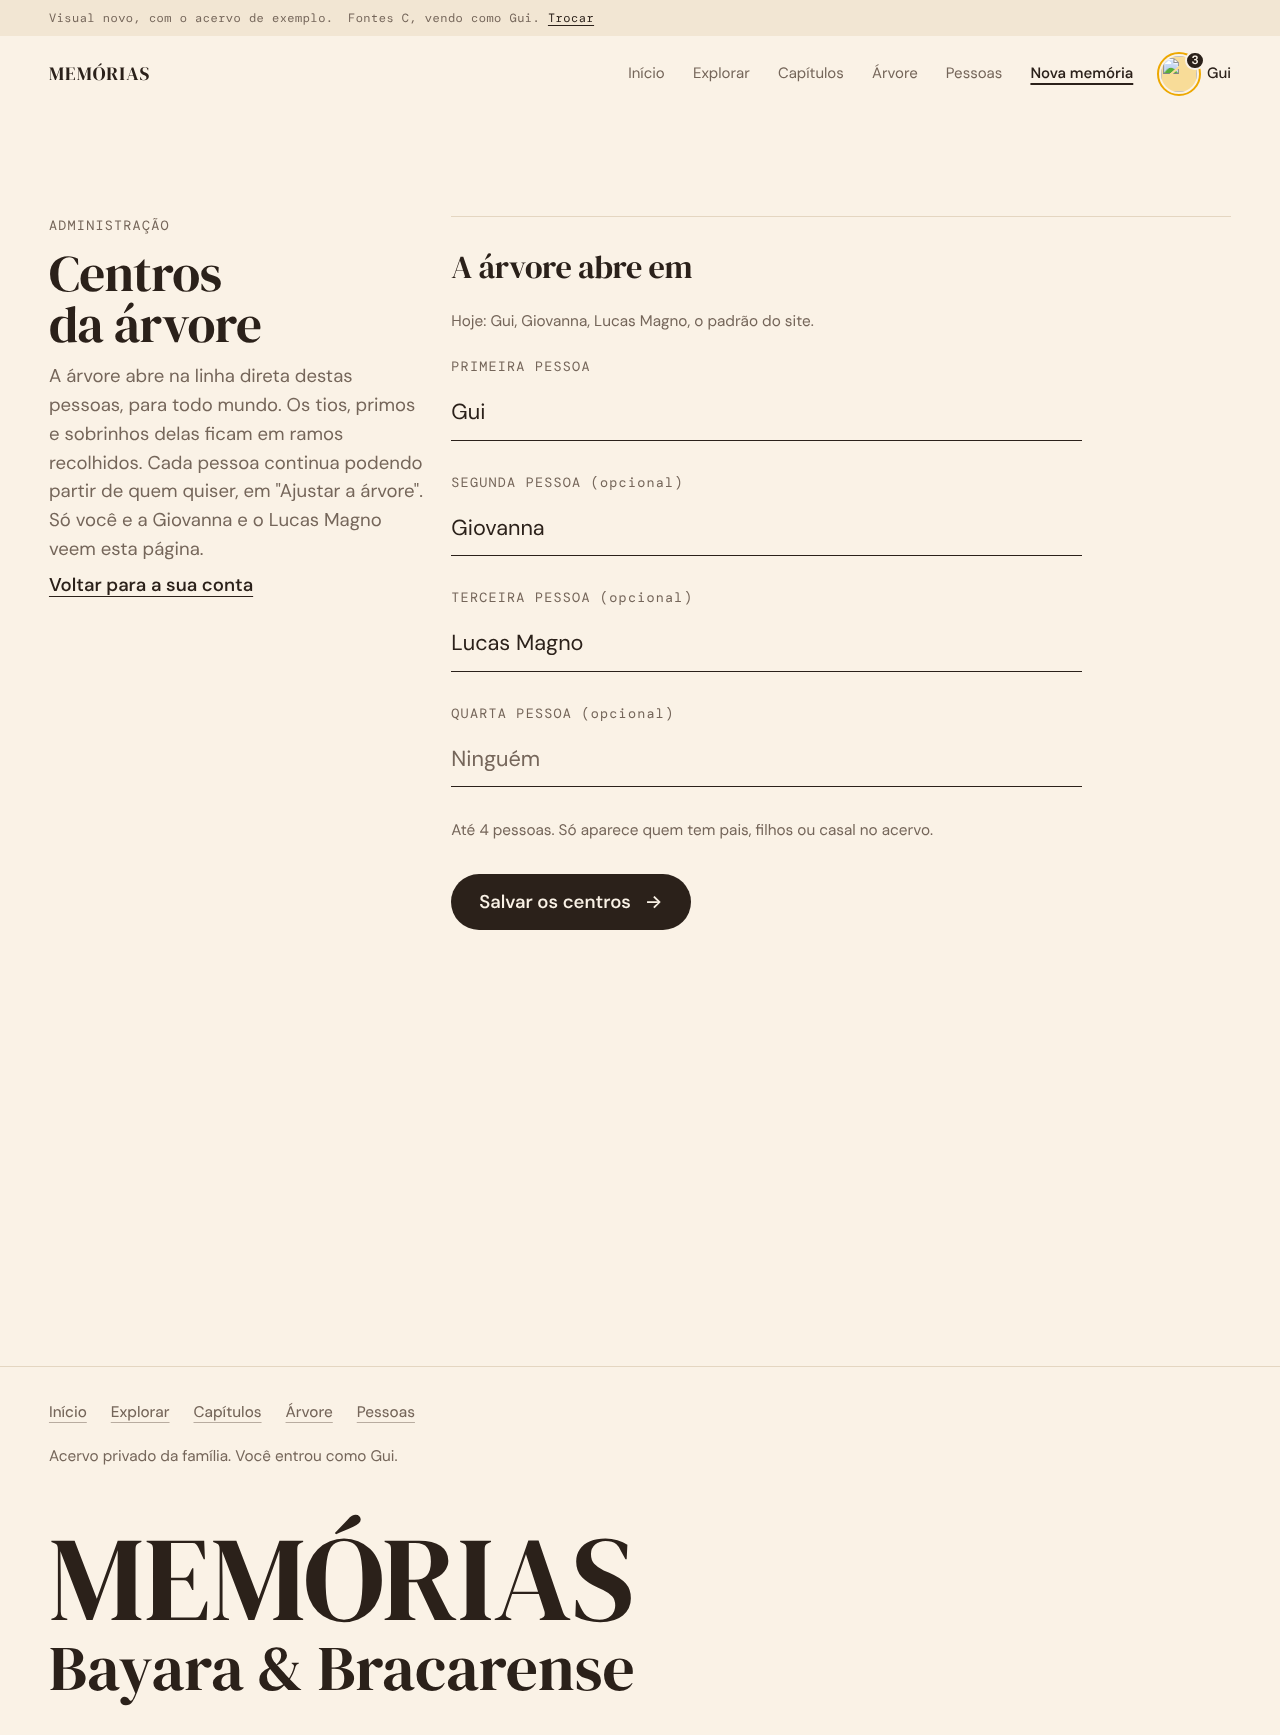 Visual novo, com o acervo de exemplo. Fontes C, vendo como Gui. Trocar
MEMÓRIAS
Início Explorar Capítulos Árvore Pessoas Nova memória 3 Gui
ADMINISTRAÇÃO
Centros
da árvore
A árvore abre na linha direta destas
pessoas, para todo mundo. Os tios, primos
e sobrinhos delas ficam em ramos
recolhidos. Cada pessoa continua podendo
partir de quem quiser, em "Ajustar a árvore".
Só você e a Giovanna e o Lucas Magno
veem esta página.
Voltar para a sua conta
A árvore abre em
Hoje: Gui, Giovanna, Lucas Magno, o padrão do site.
PRIMEIRA PESSOA
Gui
SEGUNDA PESSOA (opcional)
Giovanna
TERCEIRA PESSOA (opcional)
Lucas Magno
QUARTA PESSOA (opcional)
Ninguém
Até 4 pessoas. Só aparece quem tem pais, filhos ou casal no acervo.
Salvar os centros →
Início Explorar Capítulos Árvore Pessoas
Acervo privado da família. Você entrou como Gui.
MEMÓRIAS
Bayara & Bracarense